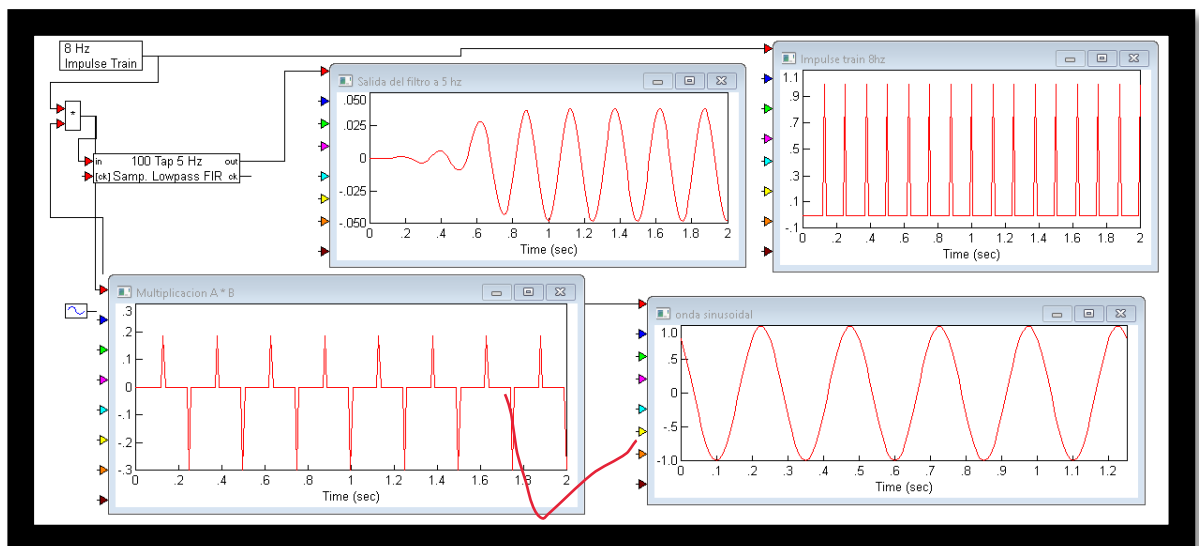 8 Hz
Impulse Train
*
in 100 Tap 5 Hz out
[ck] Samp. Lowpass FIR ck
Salida del filtro a 5 hz
.050
.025
0
-.025
-.050
0 .2 .4 .6 .8 1 1.2 1.4 1.6 1.8 2
Time (sec)
Impulse train 8hz
1.1
.9
.7
.5
.3
.1
-.1
0 .2 .4 .6 .8 1 1.2 1.4 1.6 1.8 2
Time (sec)
Multiplicacion A * B
.3
.2
.1
0
-.1
-.2
-.3
0 .2 .4 .6 .8 1 1.2 1.4 1.6 1.8 2
Time (sec)
onda sinusoidal
1.0
.5
0
-.5
-1.0
0 .1 .2 .3 .4 .5 .6 .7 .8 .9 1 1.1 1.2
Time (sec)